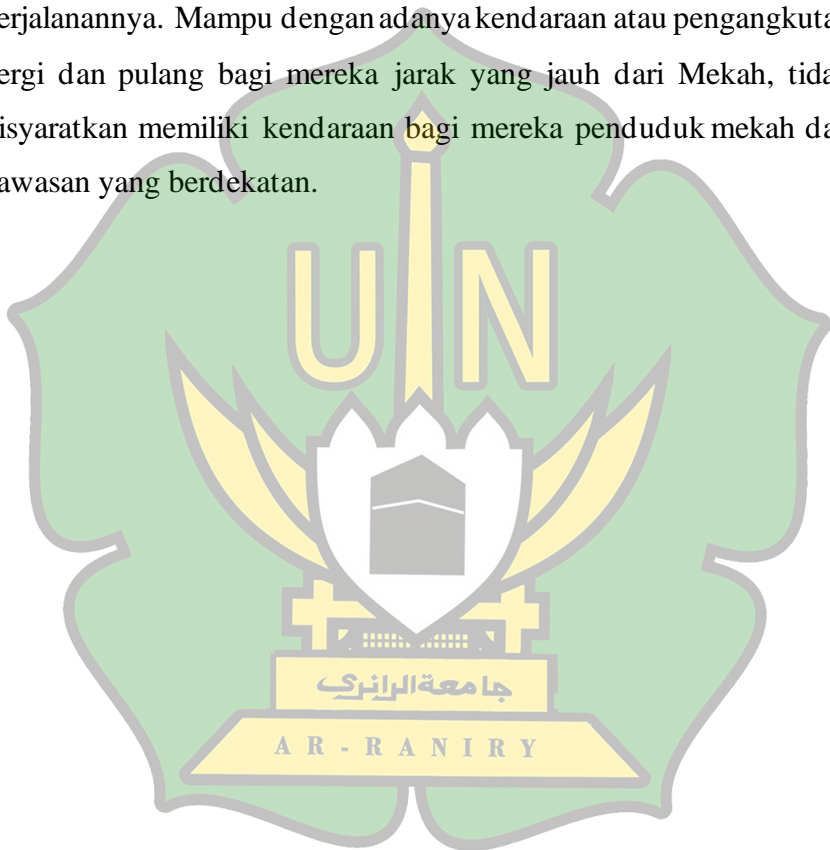 erjalanannya. Mampu dengan adanya kendaraan atau pengangkuta
ergi dan pulang bagi mereka jarak yang jauh dari Mekah, tida
isyaratkan memiliki kendaraan bagi mereka penduduk mekah da
awasan yang berdekatan.
UIN
جامعة الرانري
AR-RANIRY